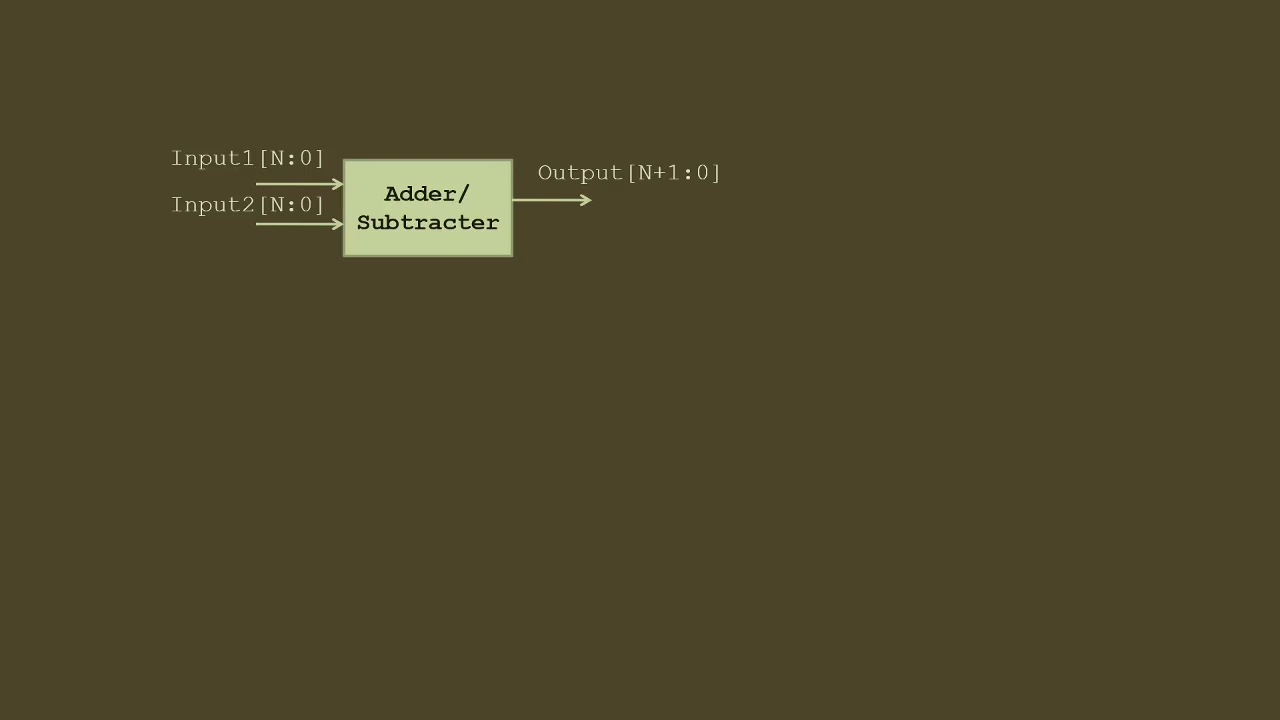 Input1[N:0]
Input2[N:0]
Adder/
Subtracter
Output[N+1:0]